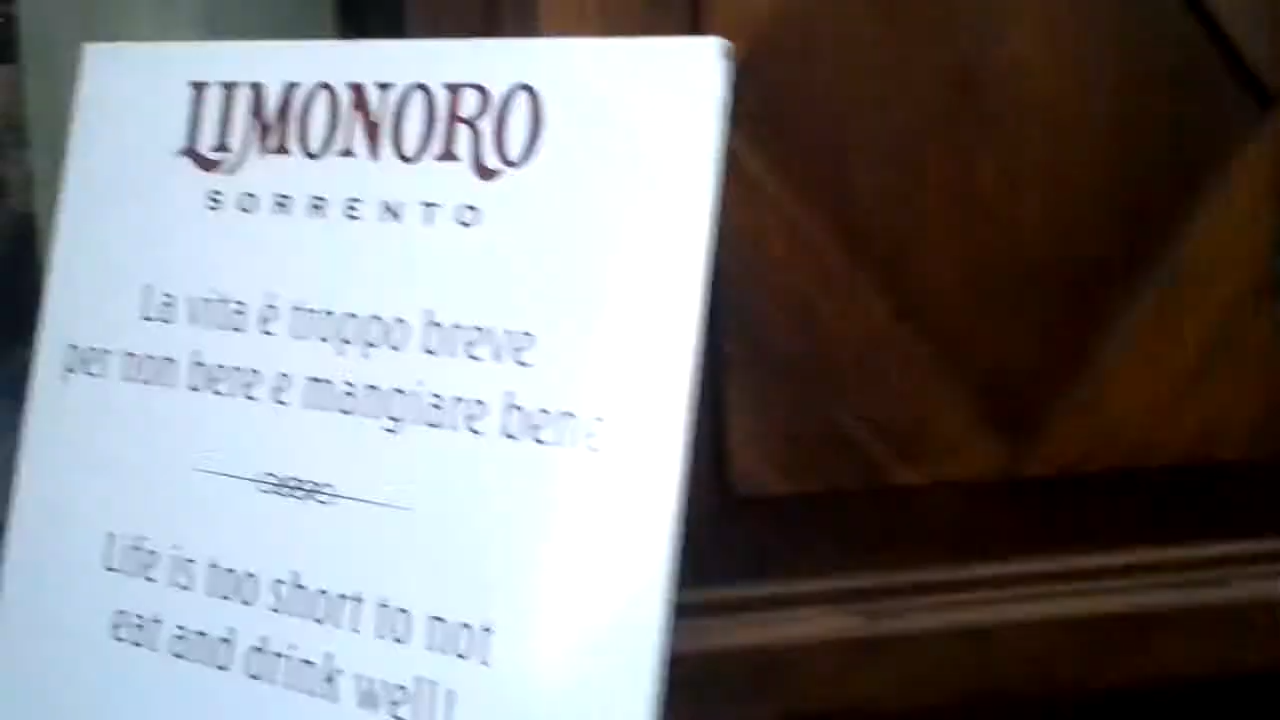 LIMONORO
SORRENTO
La vita è troppo breve
per non bere e mangiare bene
Life is too short to not
eat and drink well!